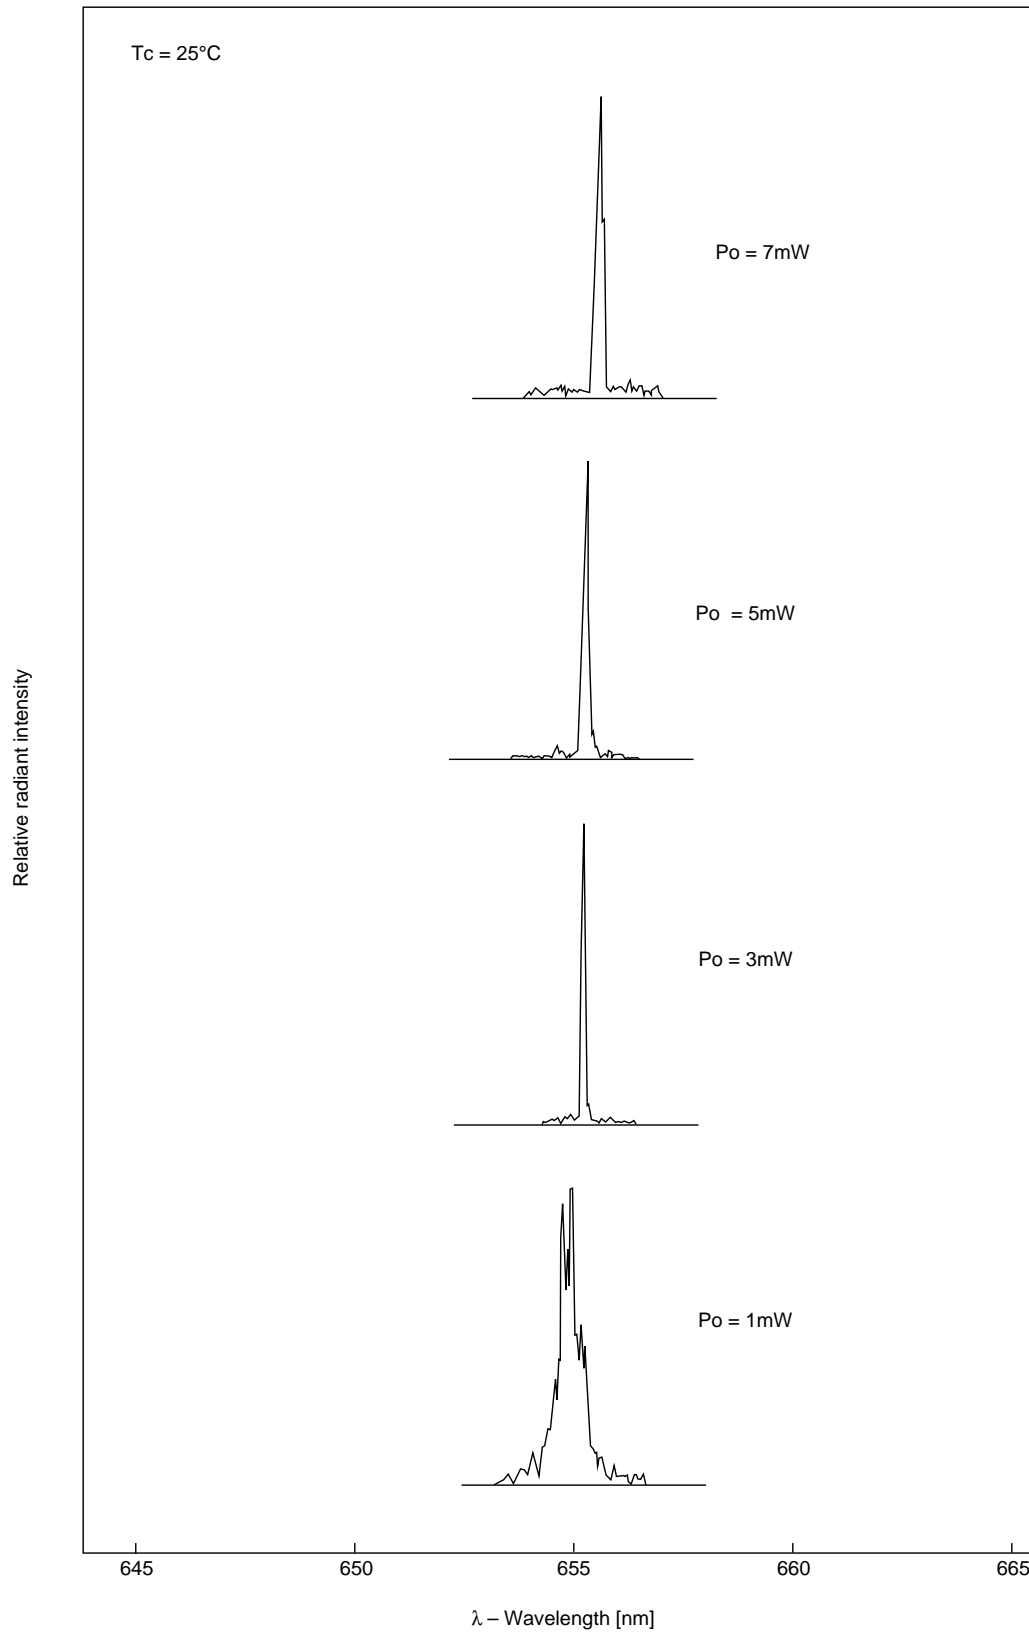 Tc = 25°C
Po = 7mW
Po  = 5mW
Po = 3mW
Po = 1mW
Relative radiant intensity
645
650
655
660
665
λ – Wavelength [nm]